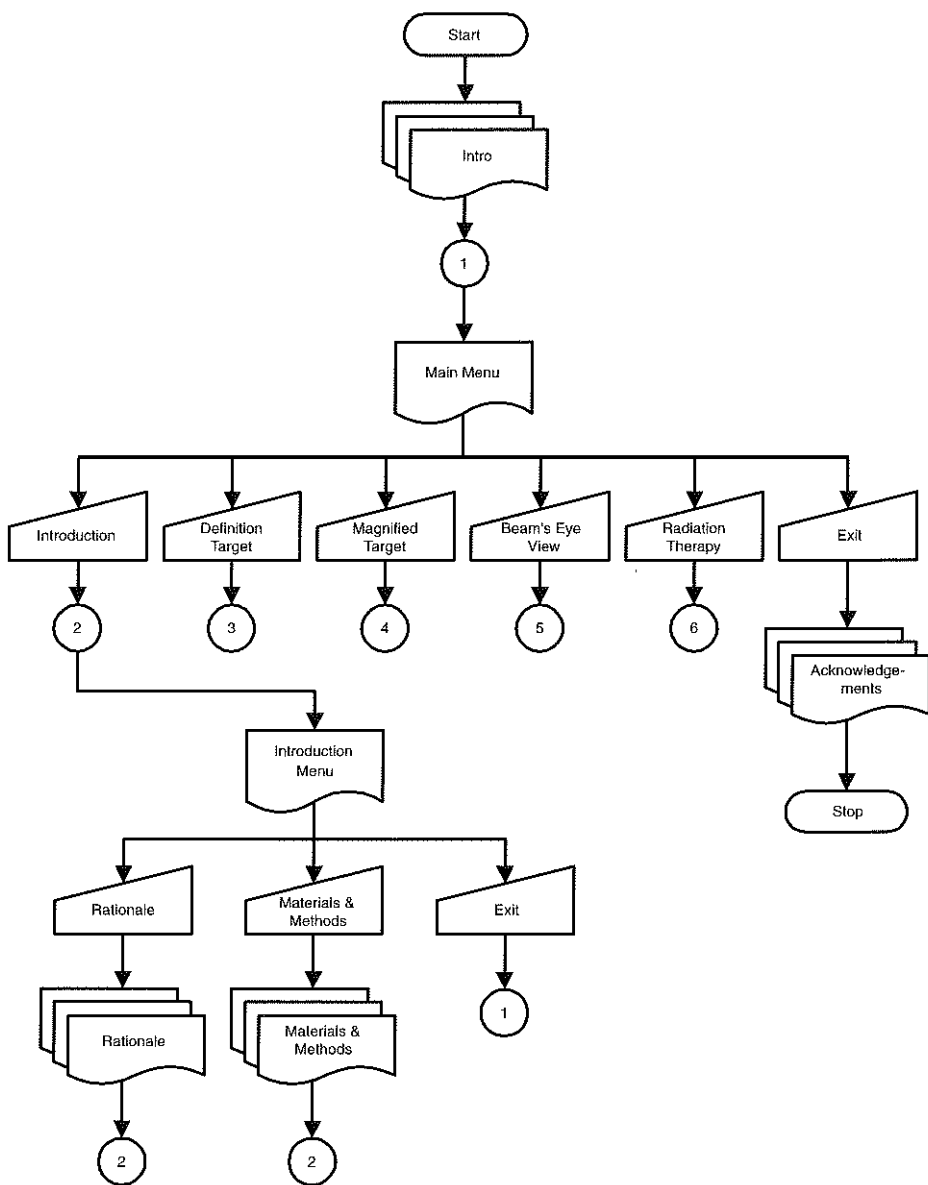 Start
Intro
1
Main Menu
Introduction
Definition
Target
Magnified
Target
Beam's Eye
View
Radiation
Therapy
Exit
2
3
4
5
6
Acknowledge-
ments
Introduction
Menu
Stop
Rationale
Materials &
Methods
Exit
1
Rationale
Materials &
Methods
2
2